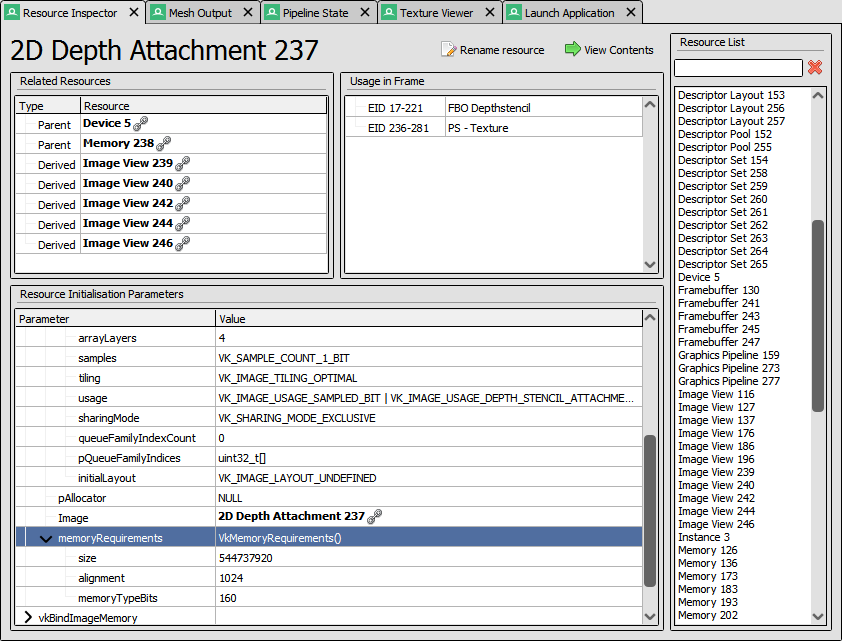 Resource Inspector
Mesh Output
Pipeline State
Texture Viewer
Launch Application
2D Depth Attachment 237
Rename resource
View Contents
Related Resources
Type Resource
Parent Device 5
Parent Memory 238
Derived Image View 239
Derived Image View 240
Derived Image View 242
Derived Image View 244
Derived Image View 246
Usage in Frame
EID 17-221 FBO Depthstencil
EID 236-281 PS - Texture
Resource Initialisation Parameters
Parameter Value
arrayLayers 4
samples VK_SAMPLE_COUNT_1_BIT
tiling VK_IMAGE_TILING_OPTIMAL
usage VK_IMAGE_USAGE_SAMPLED_BIT | VK_IMAGE_USAGE_DEPTH_STENCIL_ATTACHME...
sharingMode VK_SHARING_MODE_EXCLUSIVE
queueFamilyIndexCount 0
pQueueFamilyIndices uint32_t[]
initialLayout VK_IMAGE_LAYOUT_UNDEFINED
pAllocator NULL
Image 2D Depth Attachment 237
memoryRequirements VkMemoryRequirements()
size 544737920
alignment 1024
memoryTypeBits 160
vkBindImageMemory
Resource List
Descriptor Layout 153
Descriptor Layout 256
Descriptor Layout 257
Descriptor Pool 152
Descriptor Pool 255
Descriptor Set 154
Descriptor Set 258
Descriptor Set 259
Descriptor Set 260
Descriptor Set 261
Descriptor Set 262
Descriptor Set 263
Descriptor Set 264
Descriptor Set 265
Device 5
Framebuffer 130
Framebuffer 241
Framebuffer 243
Framebuffer 245
Framebuffer 247
Graphics Pipeline 159
Graphics Pipeline 273
Graphics Pipeline 277
Image View 116
Image View 127
Image View 137
Image View 176
Image View 186
Image View 196
Image View 239
Image View 240
Image View 242
Image View 244
Image View 246
Instance 3
Memory 126
Memory 136
Memory 173
Memory 183
Memory 193
Memory 202